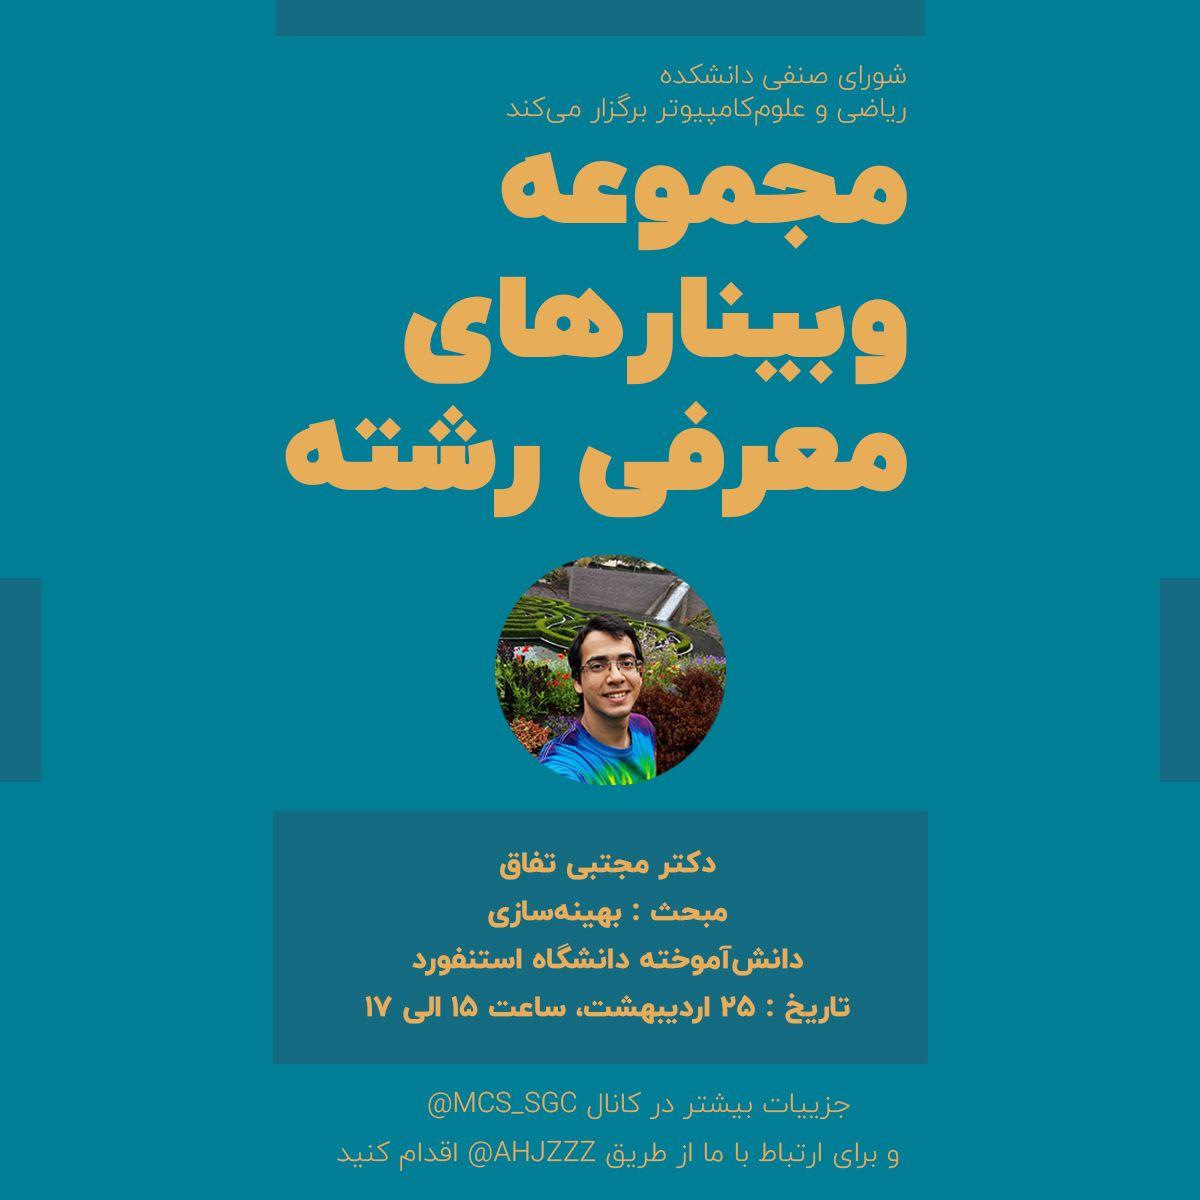 شورای صنفی دانشکده
ریاضی و علوم‌کامپیوتر برگزار می‌کند
مجموعه
وبینارهای
معرفی رشته
دکتر مجتبی تفاق
مبحث : بهینه‌سازی
دانش‌آموخته دانشگاه استنفورد
تاریخ : ۲۵ اردیبهشت، ساعت ۱۵ الی ۱۷
جزییات بیشتر در کانال @MCS_SGC
و برای ارتباط با ما از طریق @AHJZZZ اقدام کنید